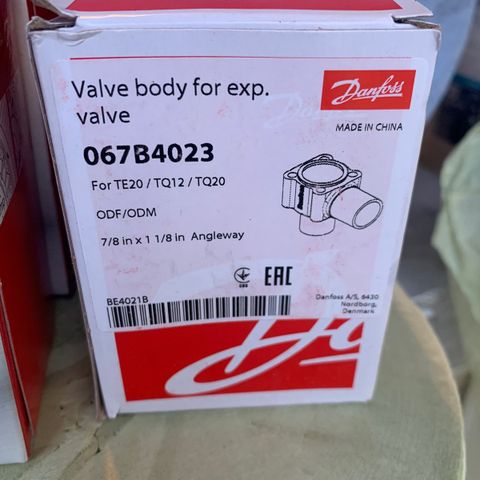 Valve body for exp.
valve
Danfoss
MADE IN CHINA
067B4023
For TE20 / TQ12 / TQ20
ODF/ODM
7/8 in x 1 1/8 in Angleway
EAC
BE4021B
Danfoss A/S, 6430
Nordborg,
Denmark